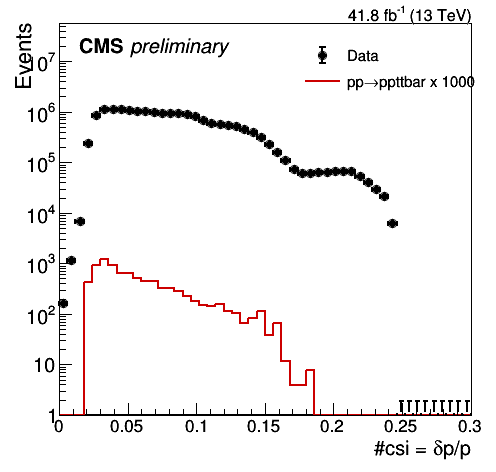 41.8 fb⁻¹ (13 TeV)
CMS preliminary
Data
pp→ppttbar x 1000
Events
10⁷
10⁶
10⁵
10⁴
10³
10²
10
1
0 0.05 0.1 0.15 0.2 0.25 0.3
#csi = δp/p